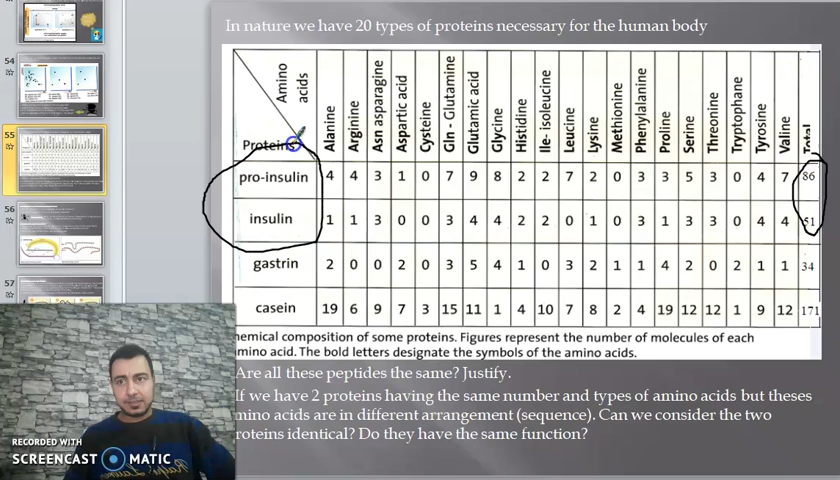 In nature we have 20 types of proteins necessary for the human body
54
55
56
57
Amino acids
Proteins
Alanine Arginine Asn asparagine Aspartic acid Cysteine Gln - Glutamine Glutamic acid Glycine Histidine Ile- isoleucine Leucine Lysine Methionine Phenylalanine Proline Serine Threonine Tryptophane Tyrosine Valine Total
pro-insulin 4 4 3 1 0 7 9 8 2 2 7 2 0 3 3 5 3 0 4 7 86
insulin 1 1 3 0 0 3 4 4 2 2 0 1 0 3 1 3 3 0 4 4 51
gastrin 2 0 0 2 0 3 5 4 1 0 3 2 1 1 4 2 0 2 1 1 34
casein 19 6 9 7 3 15 11 1 4 10 7 8 2 4 19 12 12 1 9 12 171
hemical composition of some proteins. Figures represent the number of molecules of each
mino acid. The bold letters designate the symbols of the amino acids.
Are all these peptides the same? Justify.
If we have 2 proteins having the same number and types of amino acids but theses
mino acids are in different arrangement (sequence). Can we consider the two
proteins identical? Do they have the same function?
RECORDED WITH
SCREENCAST MATIC